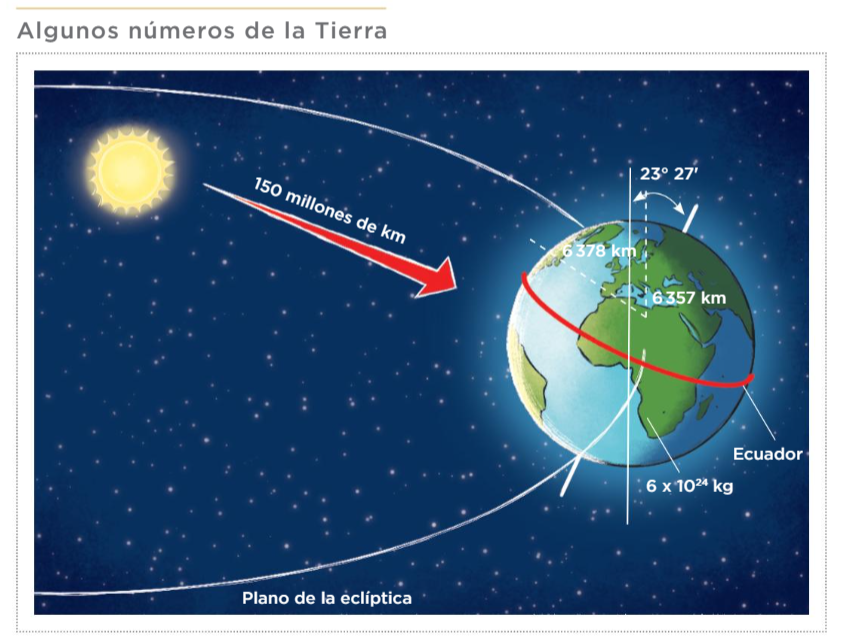 Algunos números de la Tierra
23° 27'
150 millones de km
6 378 km
6 357 km
Ecuador
6 x 10²⁴ kg
Plano de la eclíptica